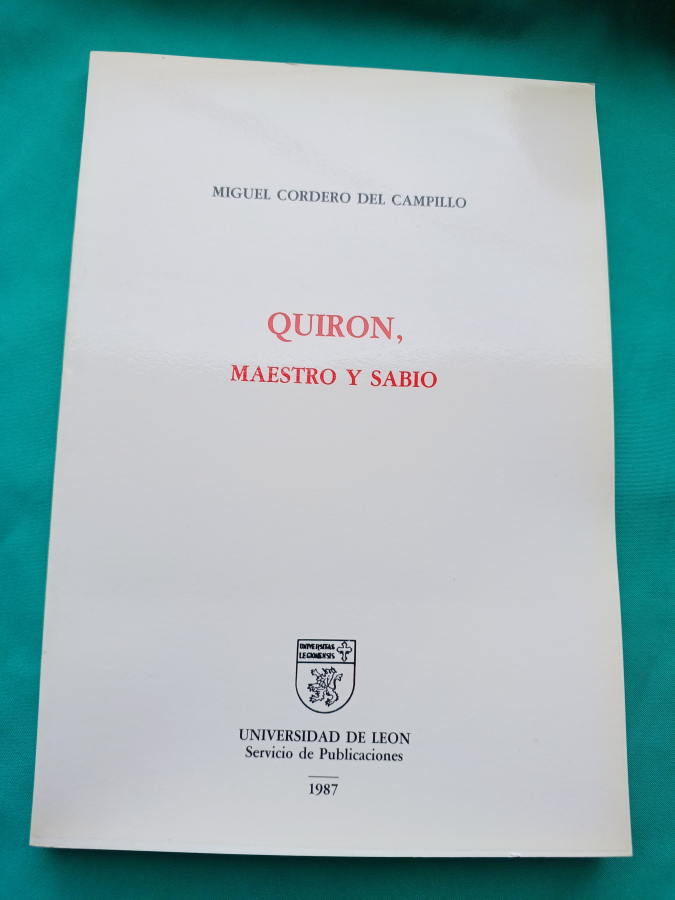 MIGUEL CORDERO DEL CAMPILLO
QUIRON,
MAESTRO Y SABIO
UNIVERSITAS
LEGIONENSIS
UNIVERSIDAD DE LEON
Servicio de Publicaciones
1987